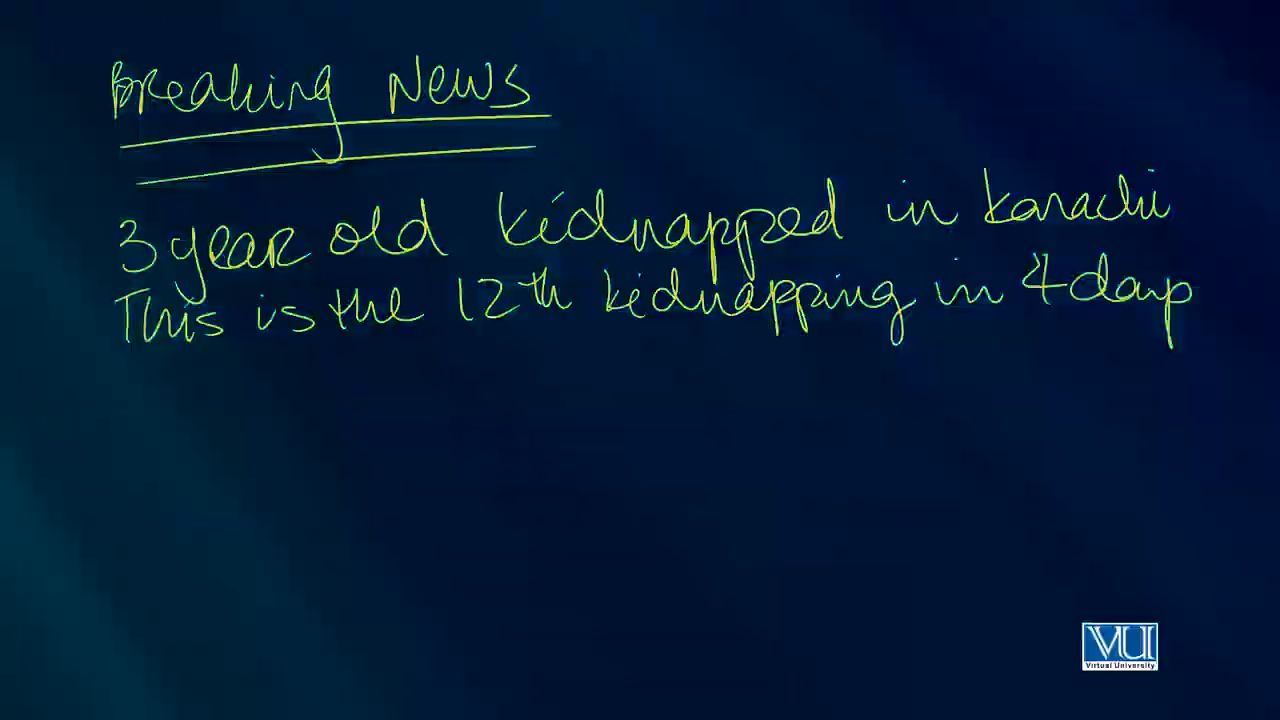 Breaking News
3 year old kidnapped in Karachi
This is the 12th kidnapping in 4 days
VU
Virtual University